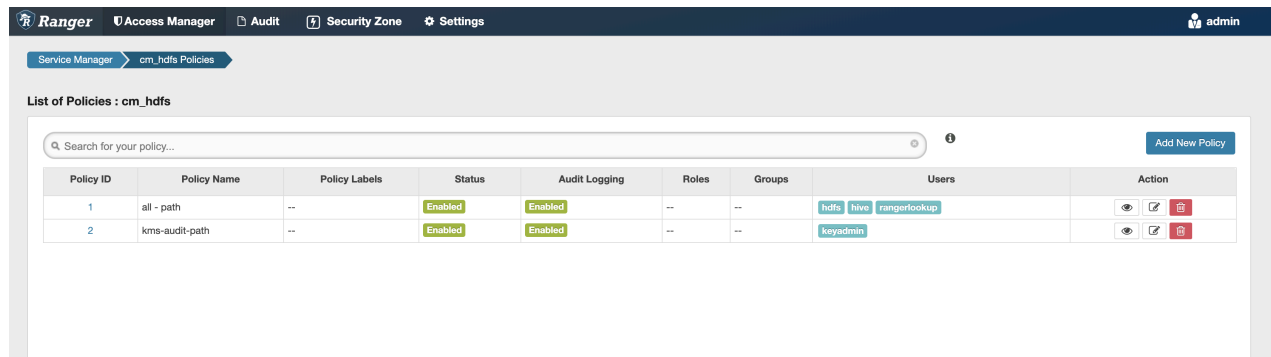 Ranger Access Manager Audit Security Zone Settings admin
Service Manager cm_hdfs Policies
List of Policies : cm_hdfs
Search for your policy...
Add New Policy
Policy ID Policy Name Policy Labels Status Audit Logging Roles Groups Users Action
1 all - path -- Enabled Enabled -- -- hdfs hive rangerlookup
2 kms-audit-path -- Enabled Enabled -- -- keyadmin